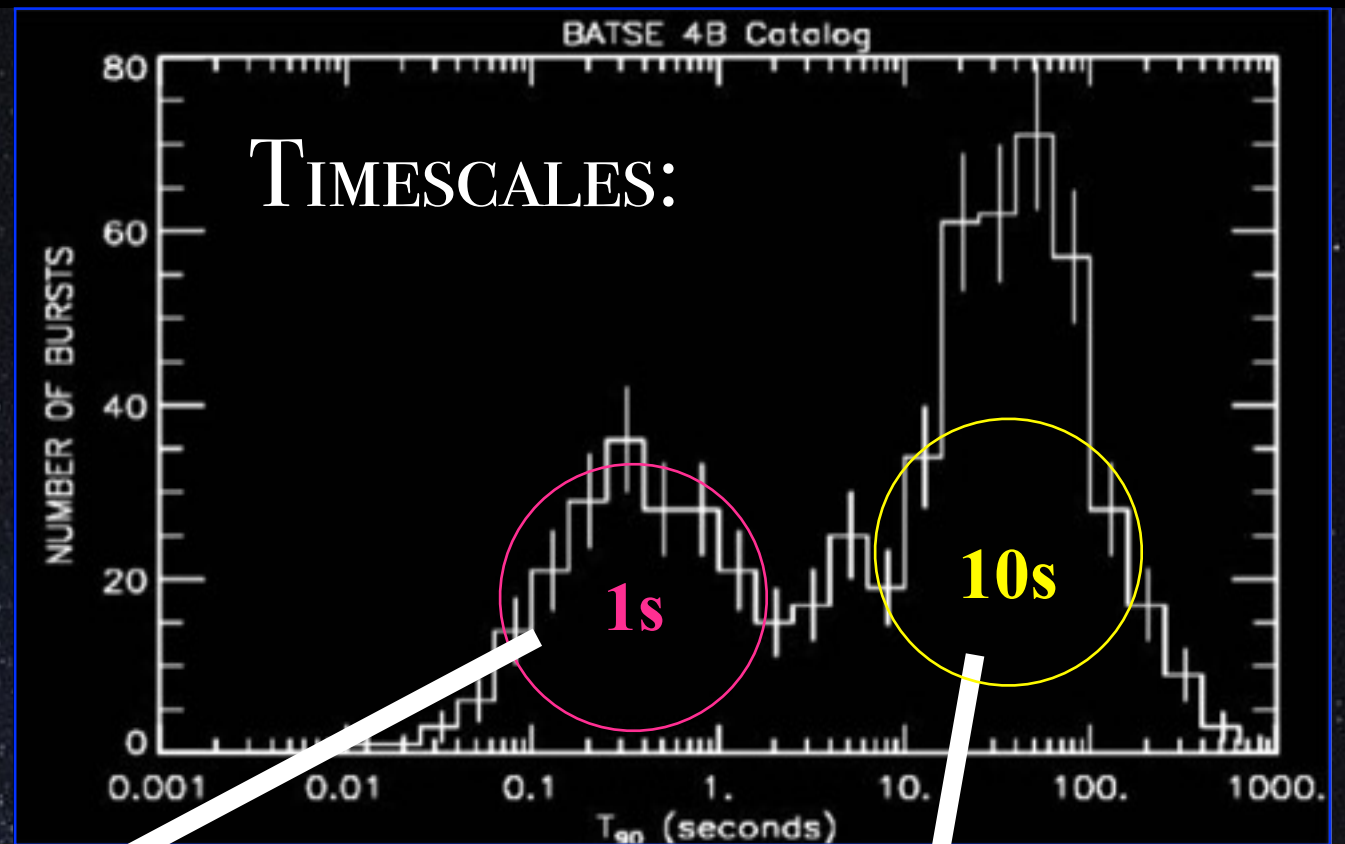 BATSE 4B Catalog
80
TIMESCALES:
60
NUMBER OF BURSTS
40
20
1s
10s
0
0.001 0.01 0.1 1. 10. 100. 1000.
T90 (seconds)